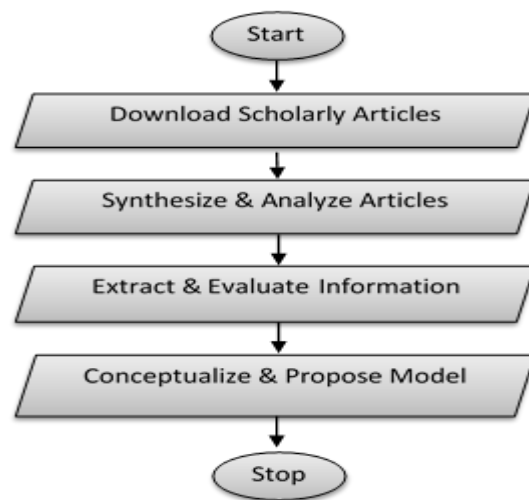 Start
Download Scholarly Articles
Synthesize & Analyze Articles
Extract & Evaluate Information
Conceptualize & Propose Model
Stop